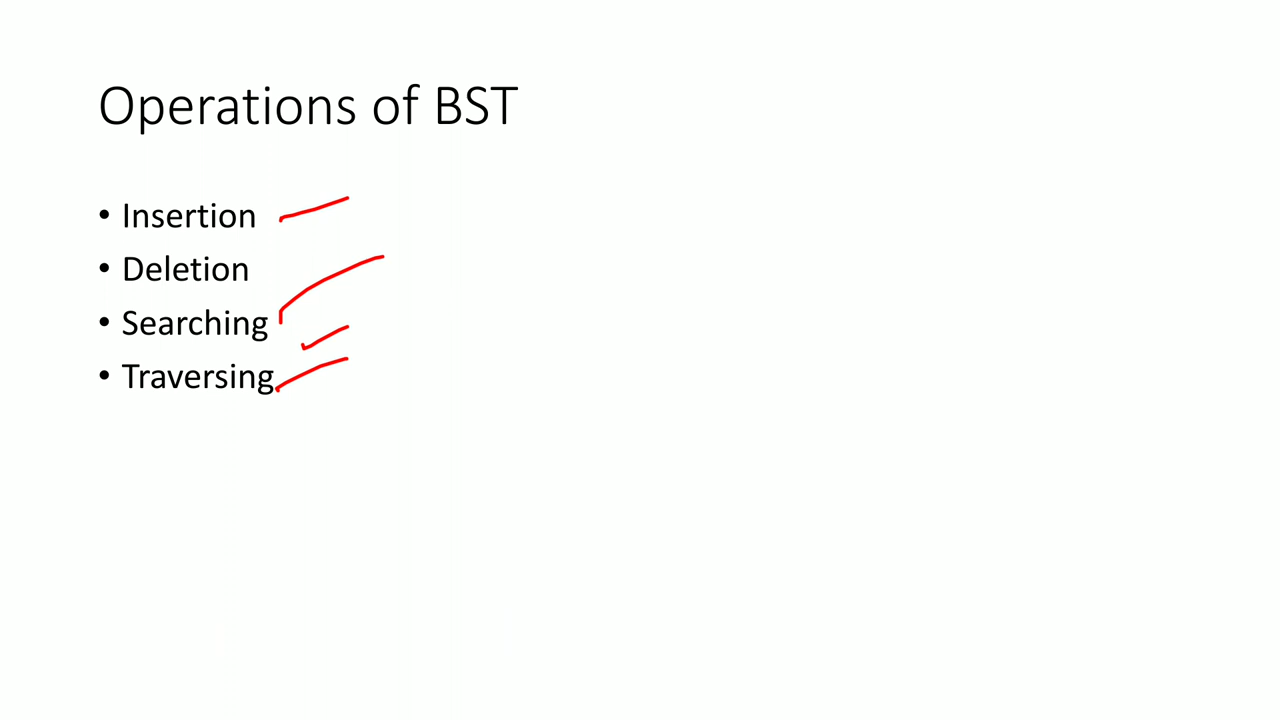 Operations of BST
• Insertion
• Deletion
• Searching
• Traversing